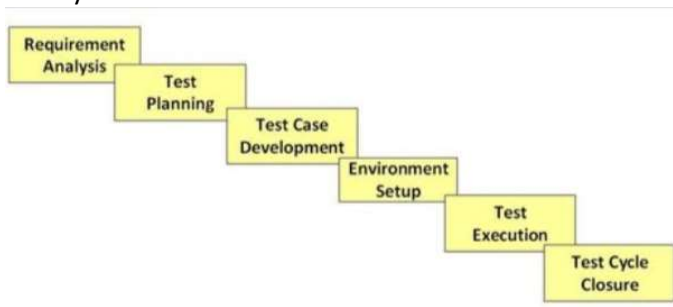 Requirement
Analysis
Test
Planning
Test Case
Development
Environment
Setup
Test
Execution
Test Cycle
Closure